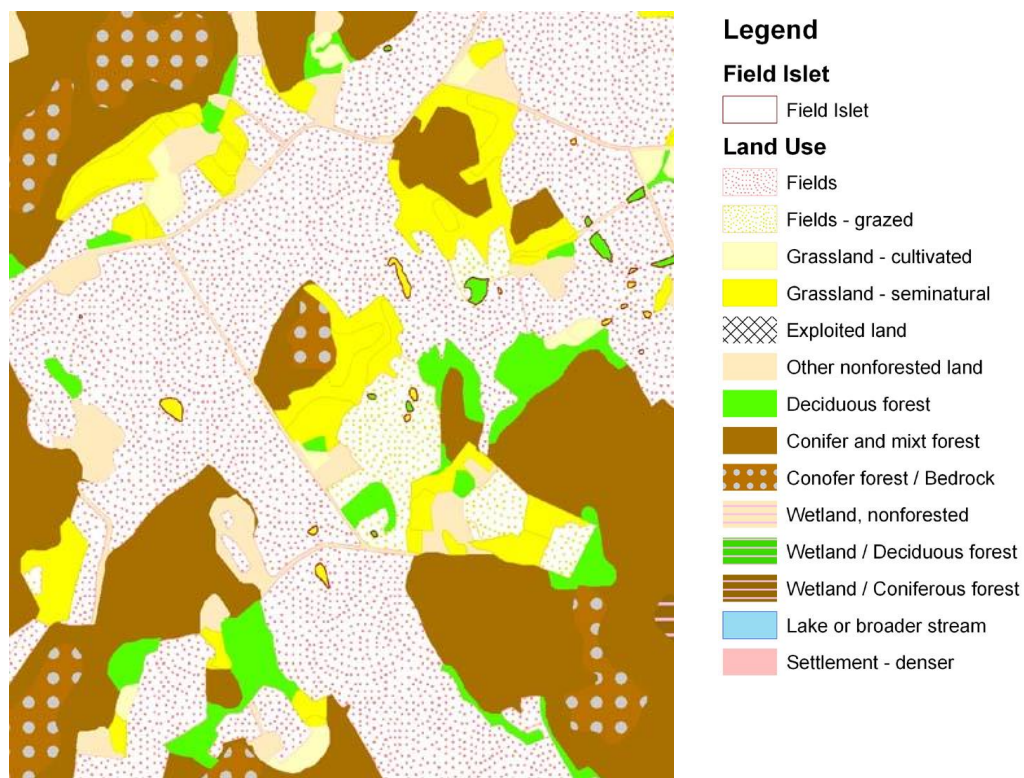 Legend
Field Islet
Field Islet
Land Use
Fields
Fields - grazed
Grassland - cultivated
Grassland - seminatural
Exploited land
Other nonforested land
Deciduous forest
Conifer and mixt forest
Conofer forest / Bedrock
Wetland, nonforested
Wetland / Deciduous forest
Wetland / Coniferous forest
Lake or broader stream
Settlement - denser